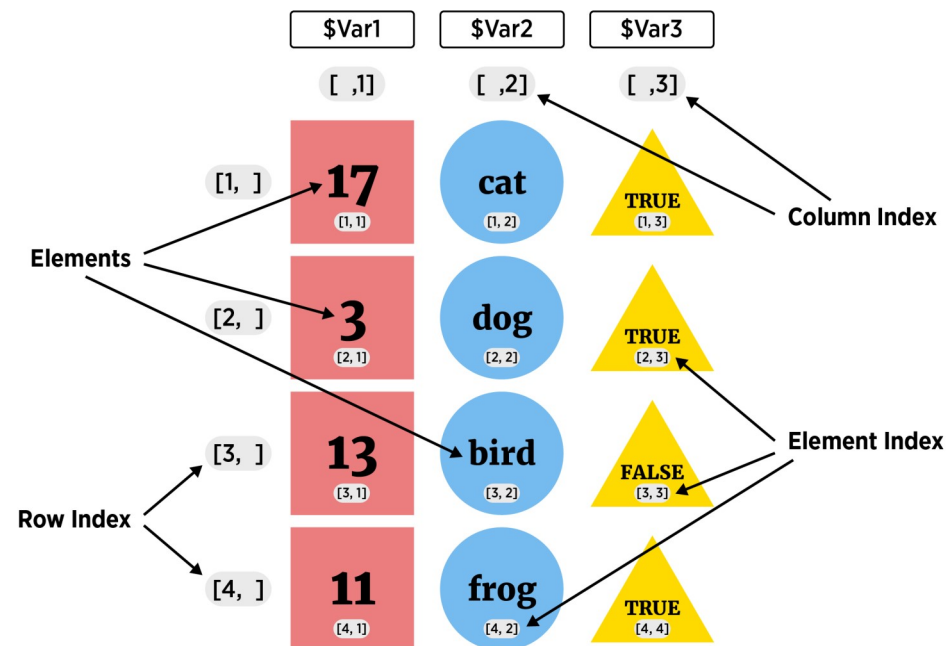 $Var1 $Var2 $Var3
[ ,1] [ ,2] [ ,3]
[1, ] 17 cat TRUE
[1, 1] [1, 2] [1, 3]
Column Index
Elements
[2, ] 3 dog TRUE
[2, 1] [2, 2] [2, 3]
[3, ] 13 bird FALSE
[3, 1] [3, 2] [3, 3]
Element Index
Row Index
[4, ] 11 frog TRUE
[4, 1] [4, 2] [4, 4]